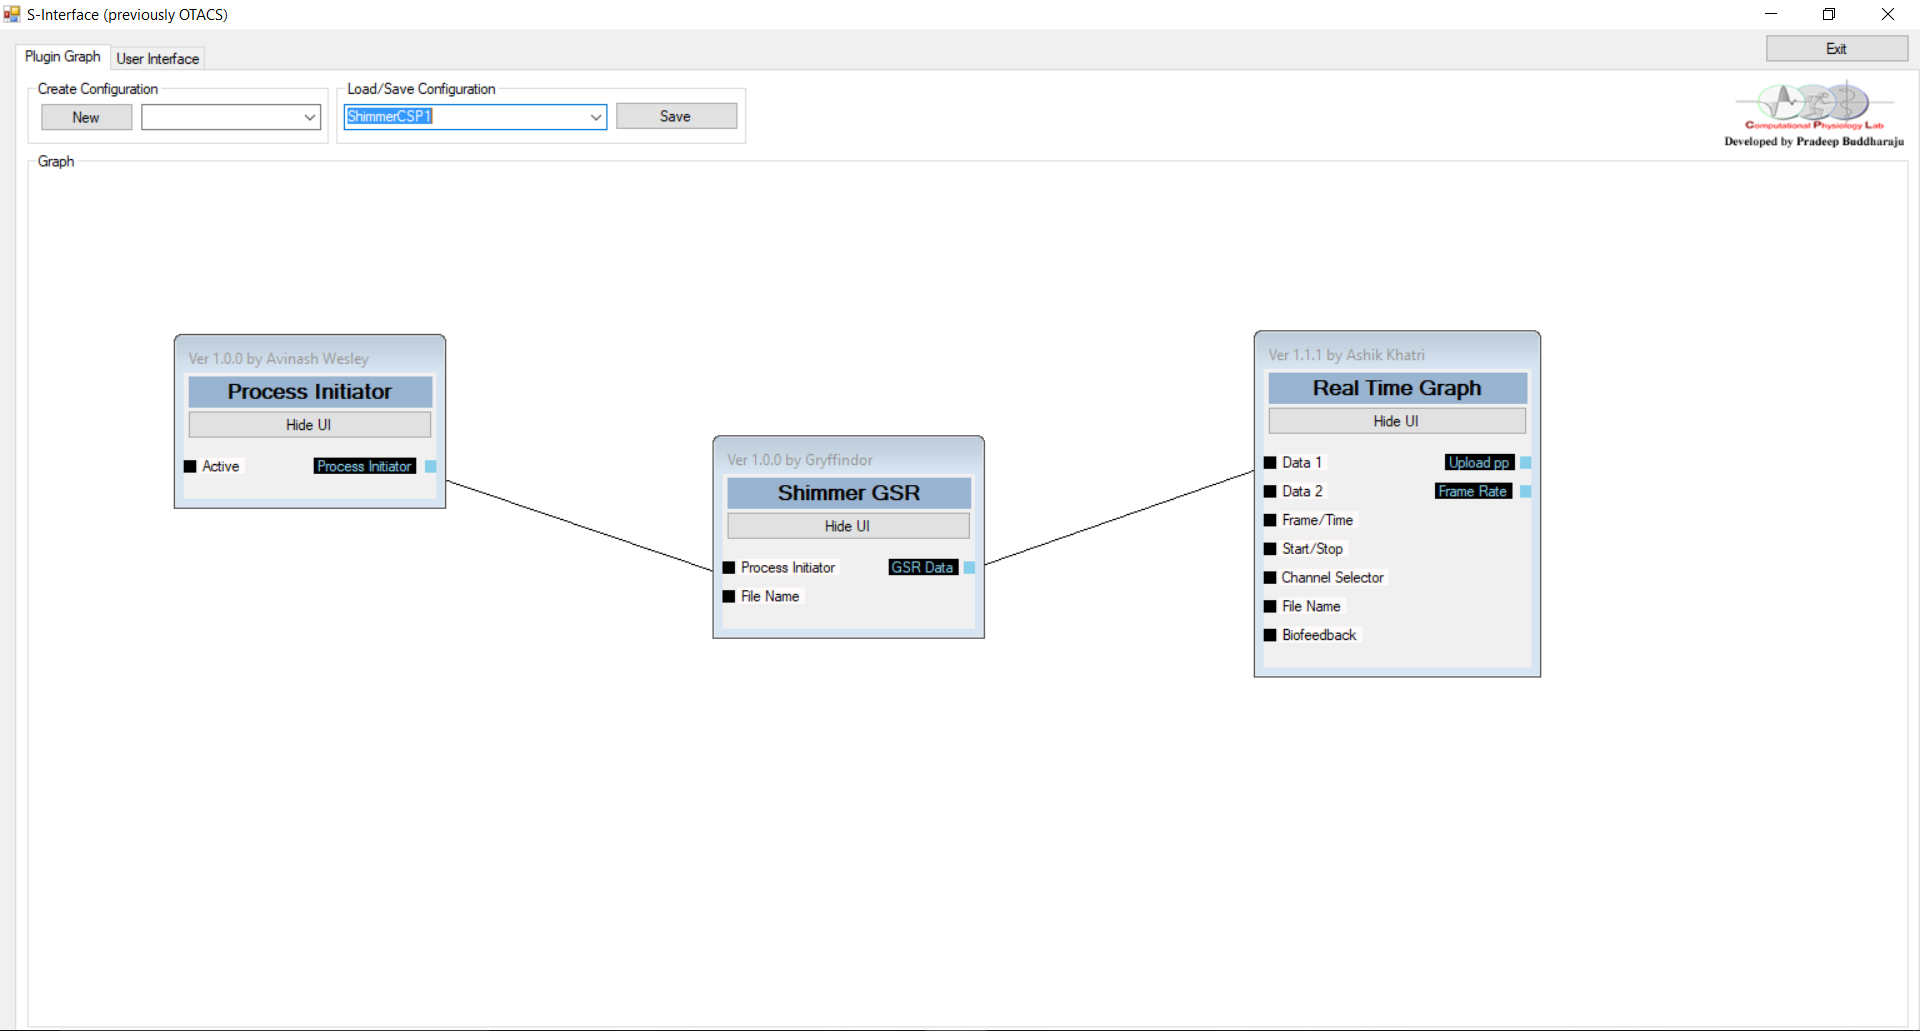 S-Interface (previously OTACS)
Exit
Plugin Graph
User Interface
Create Configuration
New
Load/Save Configuration
ShimmerCSP1
Save
Computational Physiology Lab
Developed by Pradeep Buddharaju
Graph
Ver 1.0.0 by Avinash Wesley
Process Initiator
Hide UI
Active
Process Initiator
Ver 1.0.0 by Gryffindor
Shimmer GSR
Hide UI
Process Initiator
GSR Data
File Name
Ver 1.1.1 by Ashik Khatri
Real Time Graph
Hide UI
Data 1
Upload pp
Data 2
Frame Rate
Frame/Time
Start/Stop
Channel Selector
File Name
Biofeedback